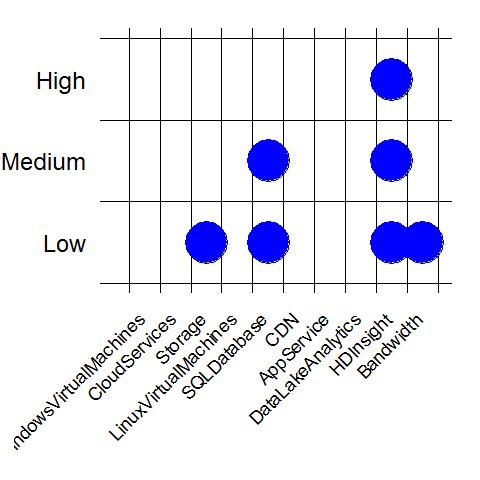 High
Medium
Low
ndowsVirtualMachines
CloudServices
Storage
LinuxVirtualMachines
SQLDatabase
CDN
AppService
DataLakeAnalytics
HDInsight
Bandwidth